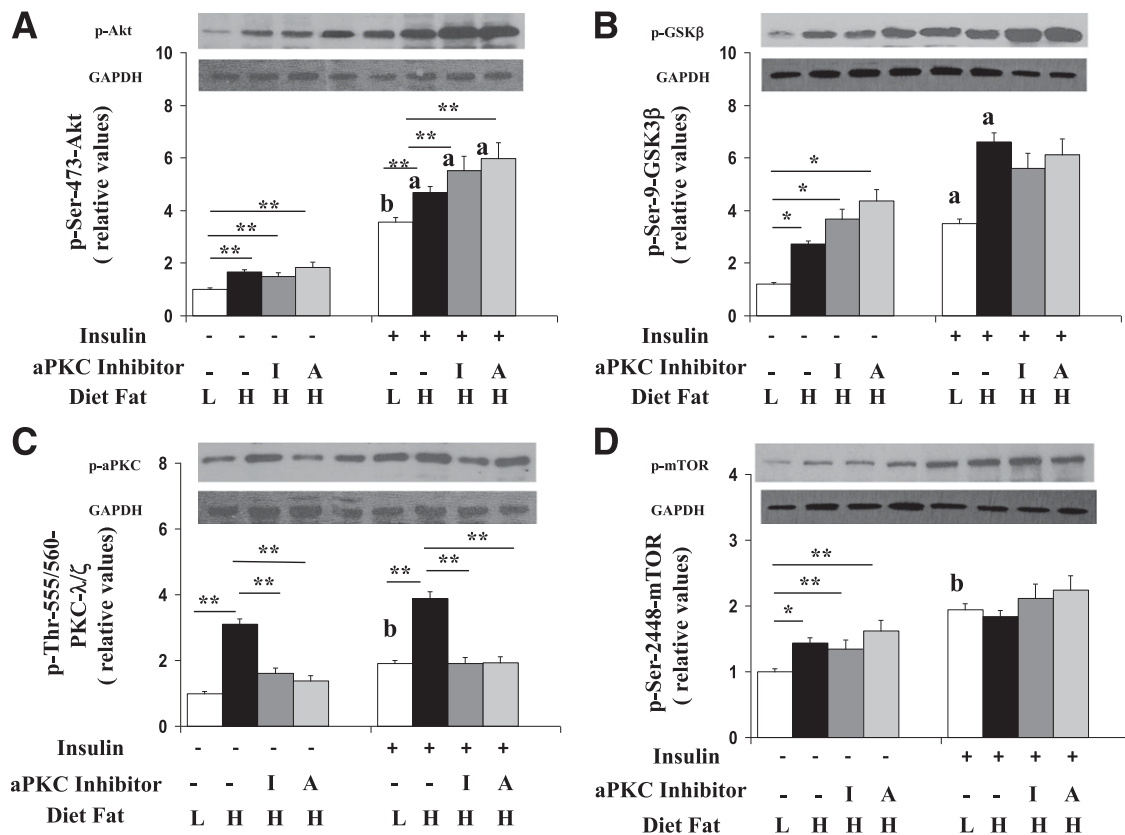 A
p-Akt
GAPDH
10
8
6
4
2
0
p-Ser-473-Akt
( relative values)
** ** ** ** ** **
b a a a
Insulin - - - - + + + +
aPKC Inhibitor - - I A - - I A
Diet Fat L H H H L H H H
B
p-GSKβ
GAPDH
10
8
6
4
2
0
p-Ser-9-GSK3β
( relative values)
* * *
a a
Insulin - - - - + + + +
aPKC Inhibitor - - I A - - I A
Diet Fat L H H H L H H H
C
p-aPKC
GAPDH
8
6
4
2
0
p-Thr-555/560-
PKC-λ/ζ
( relative values)
** ** ** ** ** **
b
Insulin - - - - + + + +
aPKC Inhibitor - - I A - - I A
Diet Fat L H H H L H H H
D
p-mTOR
GAPDH
4
3
2
1
0
p-Ser-2448-mTOR
( relative values)
* ** **
b
Insulin - - - - + + + +
aPKC Inhibitor - - I A - - I A
Diet Fat L H H H L H H H